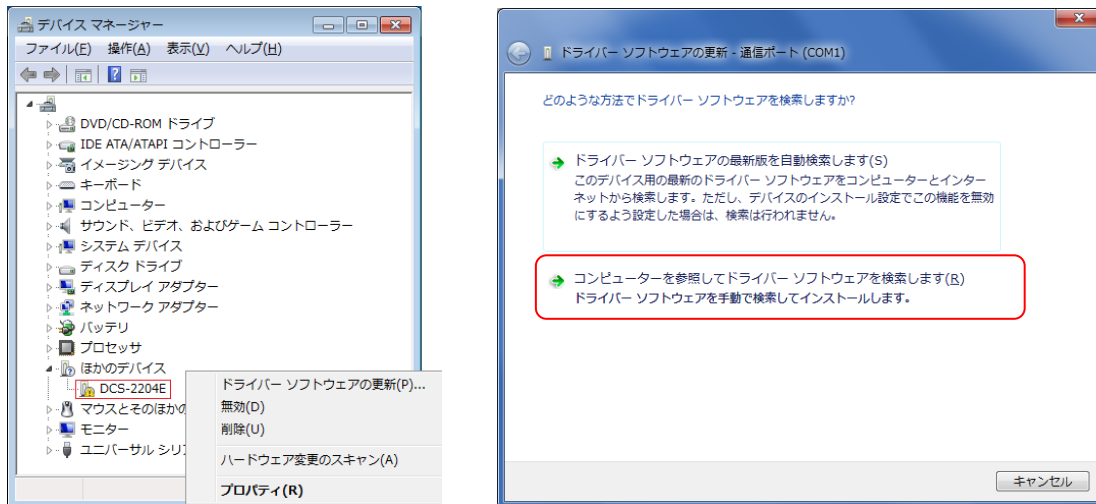 デバイス マネージャー
ファイル(F) 操作(A) 表示(V) ヘルプ(H)
DVD/CD-ROM ドライブ
IDE ATA/ATAPI コントローラー
イメージング デバイス
キーボード
コンピューター
サウンド、ビデオ、およびゲーム コントローラー
システム デバイス
ディスク ドライブ
ディスプレイ アダプター
ネットワーク アダプター
バッテリ
プロセッサ
ほかのデバイス
DCS-2204E
マウスとそのほかの
モニター
ユニバーサル シリア
ドライバー ソフトウェアの更新(P)...
無効(D)
削除(U)
ハードウェア変更のスキャン(A)
プロパティ(R)
ドライバー ソフトウェアの更新 - 通信ポート (COM1)
どのような方法でドライバー ソフトウェアを検索しますか?
ドライバー ソフトウェアの最新版を自動検索します(S)
このデバイス用の最新のドライバー ソフトウェアをコンピューターとインター
ネットから検索します。ただし、デバイスのインストール設定でこの機能を無効
にするよう設定した場合は、検索は行われません。
コンピューターを参照してドライバー ソフトウェアを検索します(R)
ドライバー ソフトウェアを手動で検索してインストールします。
キャンセル